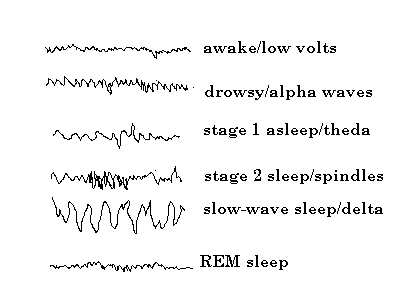 awake/low volts
drowsy/alpha waves
stage 1 asleep/theda
stage 2 sleep/spindles
slow-wave sleep/delta
REM sleep